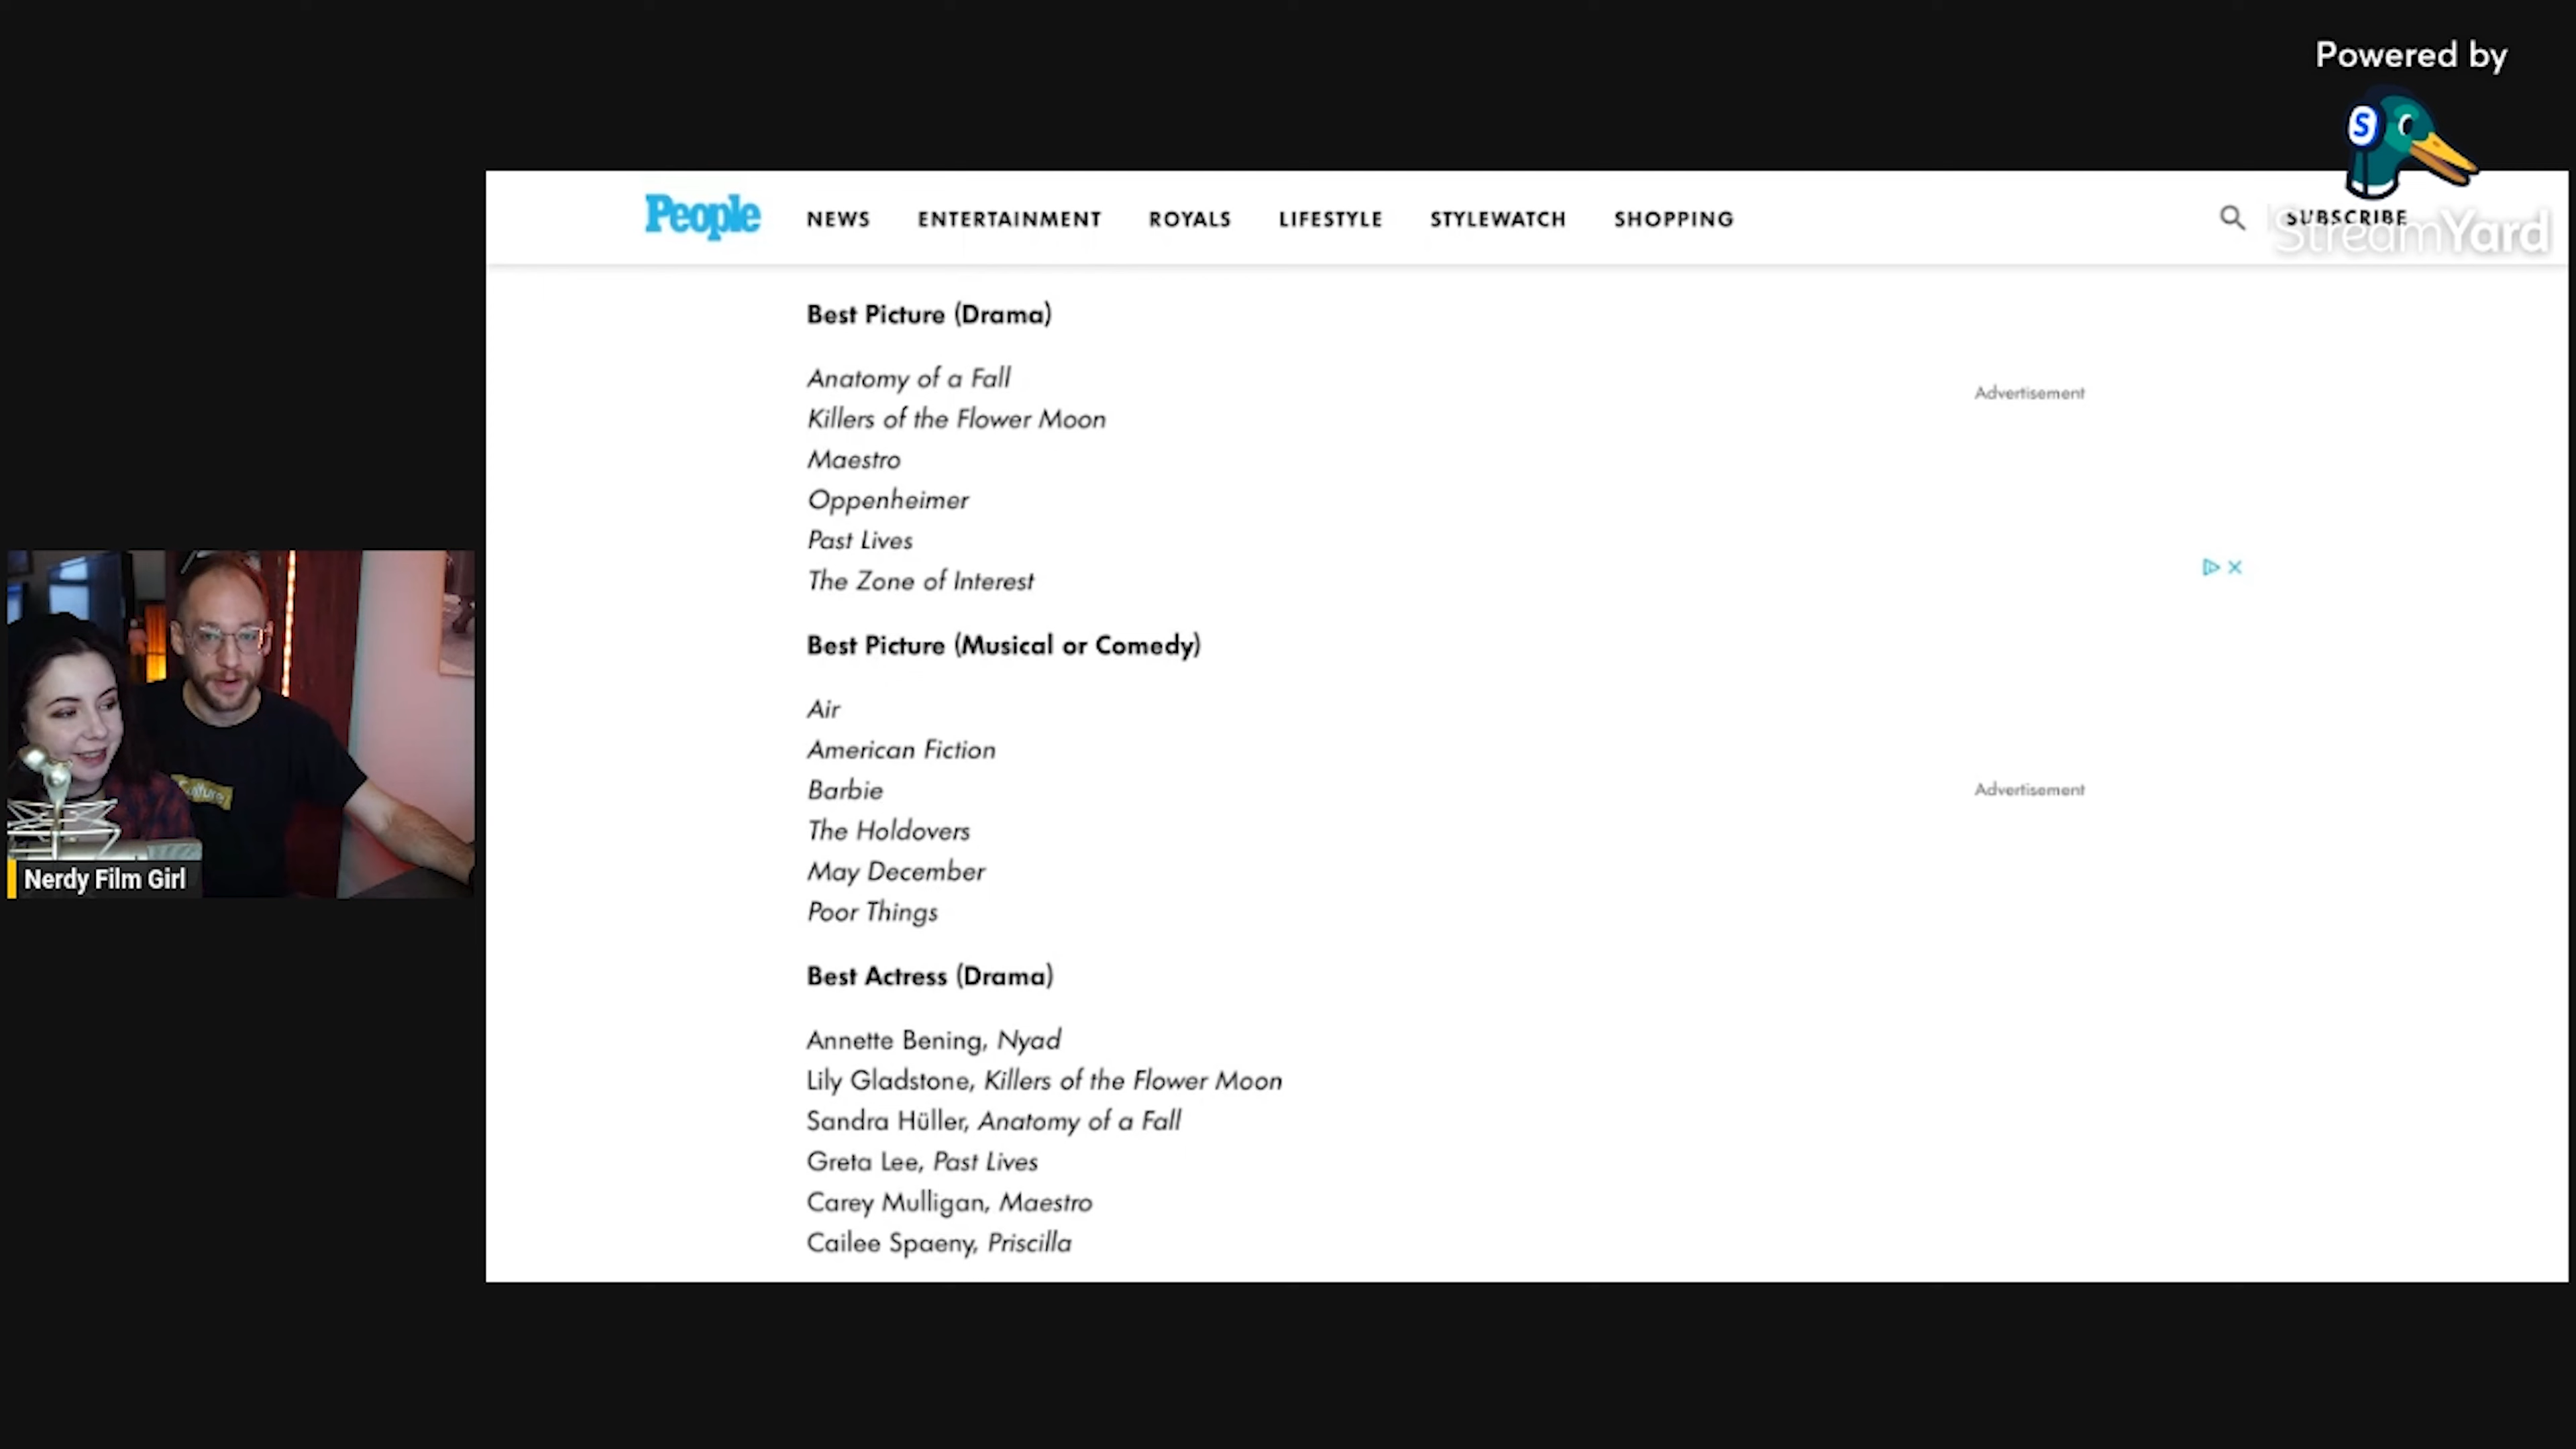 Powered by
S
StreamYard
People
NEWS
ENTERTAINMENT
ROYALS
LIFESTYLE
STYLEWATCH
SHOPPING
SUBSCRIBE
Best Picture (Drama)
Anatomy of a Fall
Killers of the Flower Moon
Maestro
Oppenheimer
Past Lives
The Zone of Interest
Advertisement
Best Picture (Musical or Comedy)
Air
American Fiction
Barbie
The Holdovers
May December
Poor Things
Advertisement
Best Actress (Drama)
Annette Bening, Nyad
Lily Gladstone, Killers of the Flower Moon
Sandra Hüller, Anatomy of a Fall
Greta Lee, Past Lives
Carey Mulligan, Maestro
Cailee Spaeny, Priscilla
Nerdy Film Girl